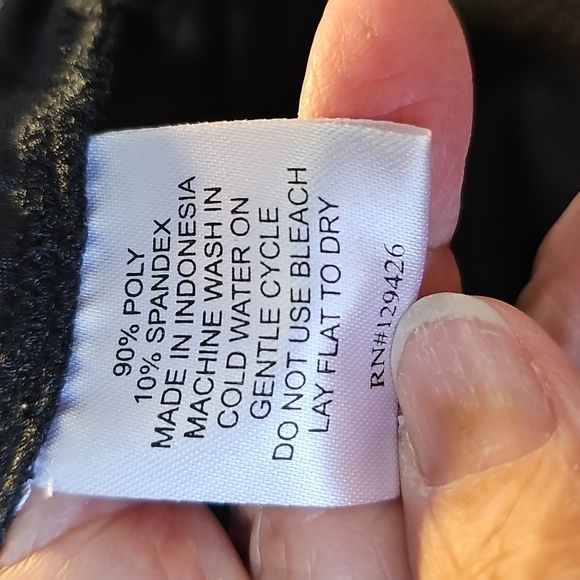 90% POLY
10% SPANDEX
MADE IN INDONESIA
MACHINE WASH IN
COLD WATER ON
GENTLE CYCLE
DO NOT USE BLEACH
LAY FLAT TO DRY
RN#129426